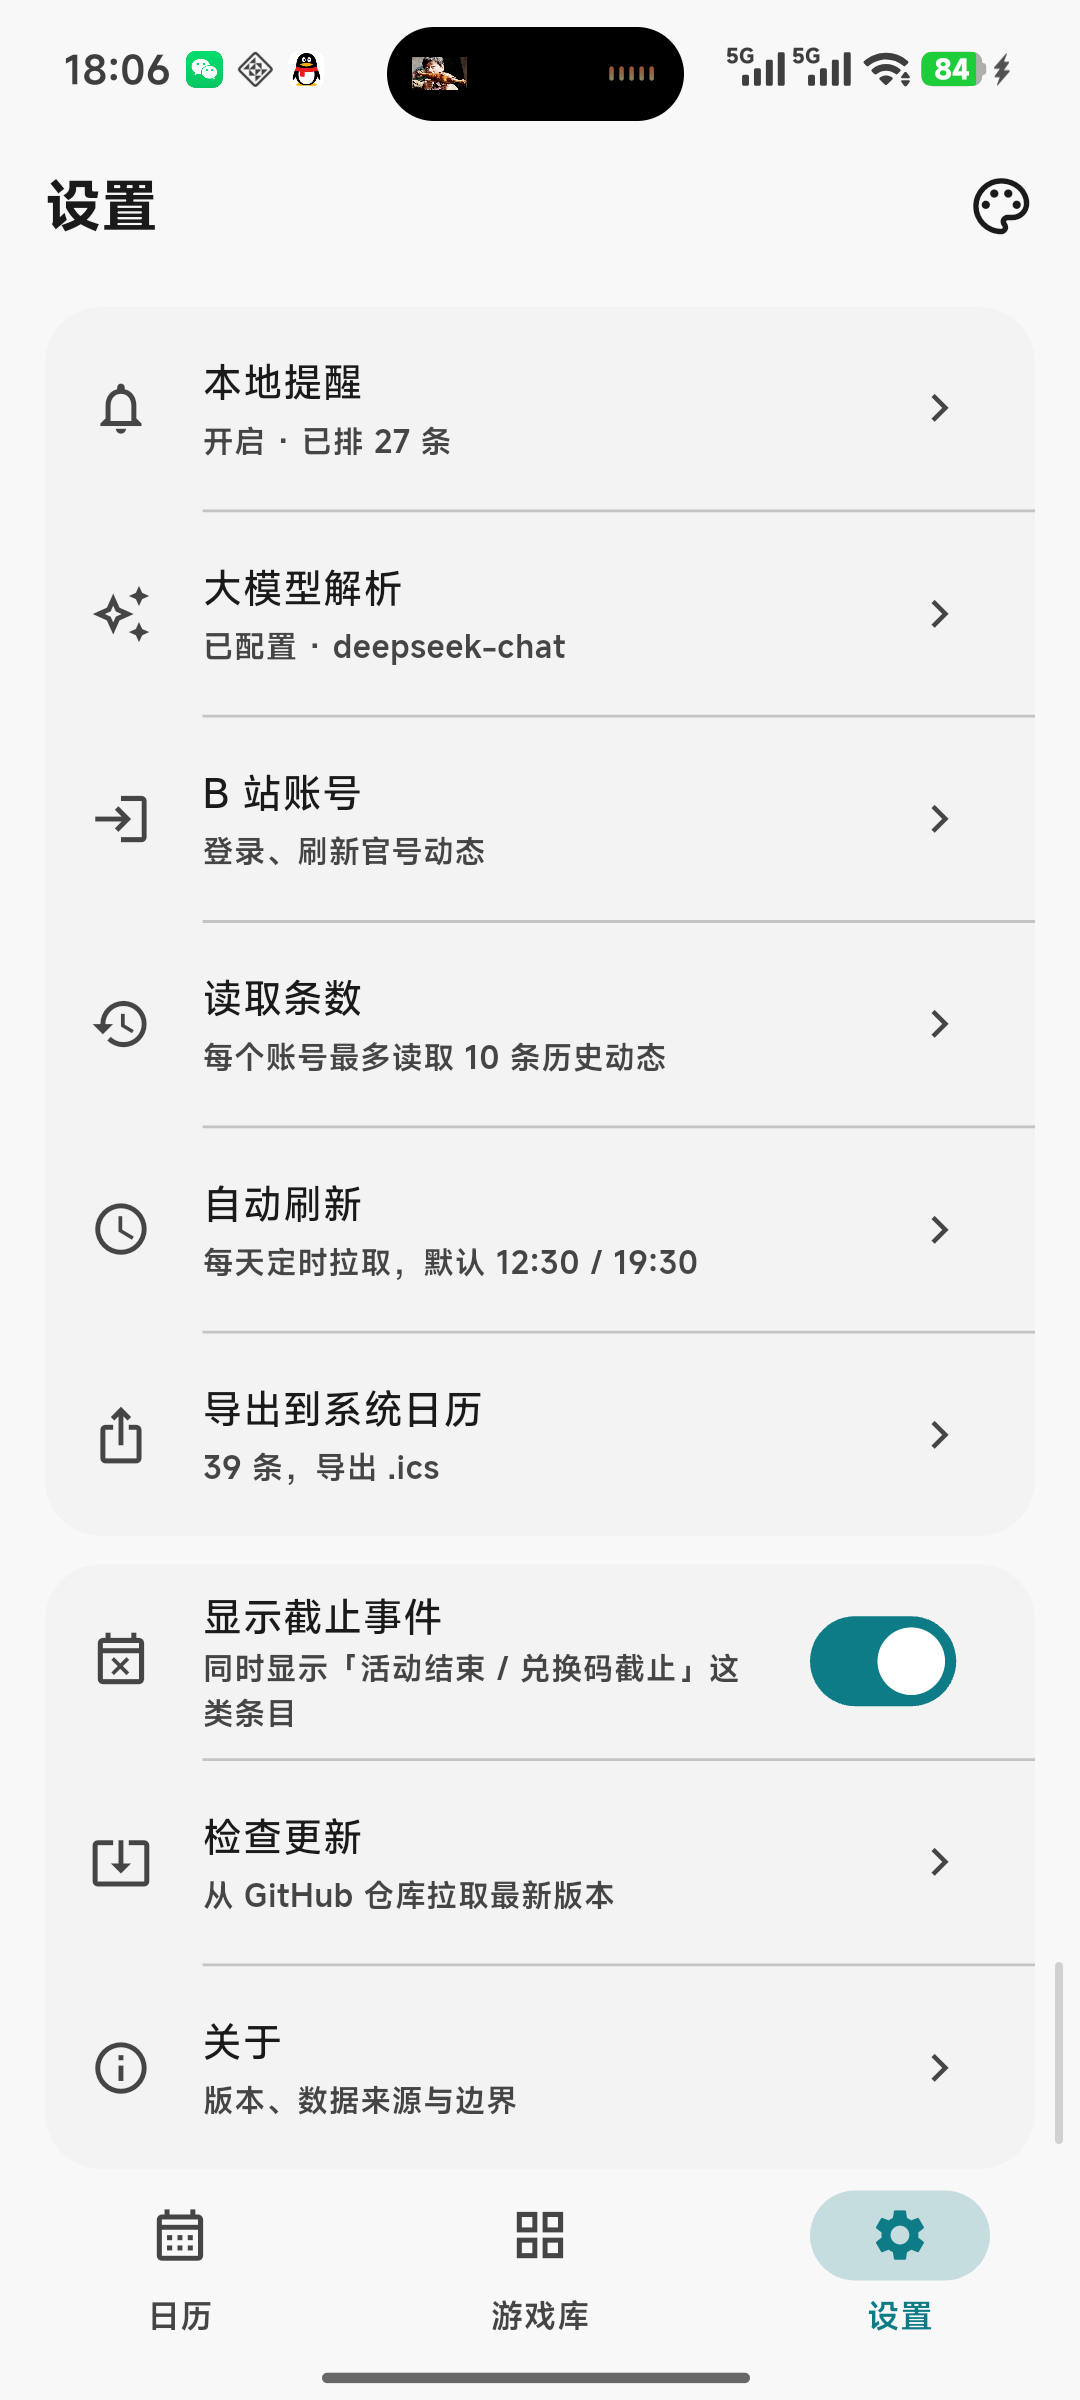 18:06
5G 5G 84
设置
本地提醒
开启 · 已排 27 条
大模型解析
已配置 · deepseek-chat
B 站账号
登录、刷新官号动态
读取条数
每个账号最多读取 10 条历史动态
自动刷新
每天定时拉取，默认 12:30 / 19:30
导出到系统日历
39 条，导出 .ics
显示截止事件
同时显示「活动结束 / 兑换码截止」这
类条目
检查更新
从 GitHub 仓库拉取最新版本
关于
版本、数据来源与边界
日历
游戏库
设置